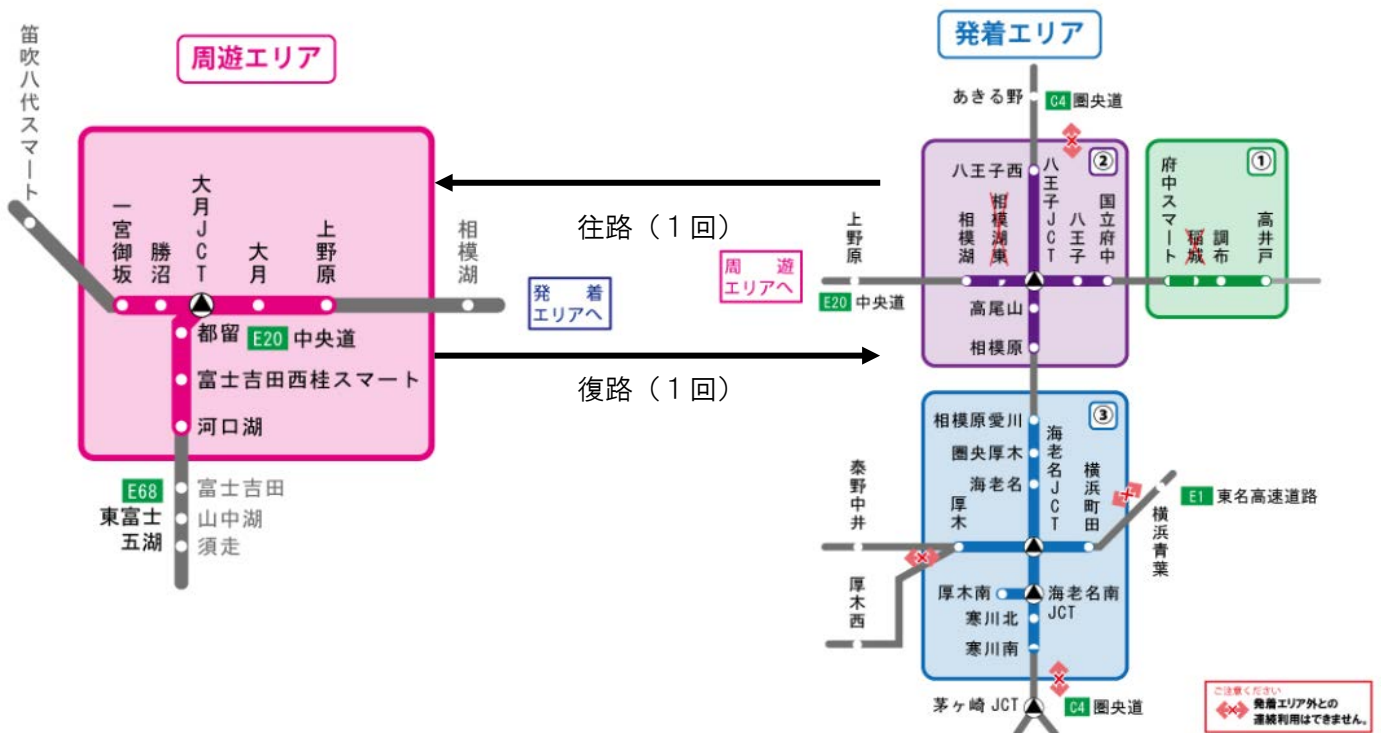 周遊エリア
笛吹八代スマート
一宮御坂
勝沼
大月JCT
大月
上野原
相模湖
都留
E20 中央道
富士吉田西桂スマート
河口湖
E68
東富士
五湖
富士吉田
山中湖
須走
往路（１回）
復路（１回）
発着
エリアへ
周遊
エリアへ
発着エリア
あきる野
C4 圏央道
②
八王子西
上野原
相模湖
相模湖東
八王子JCT
八王子
国立府中
E20 中央道
高尾山
相模原
①
府中スマート
稲城
調布
高井戸
③
相模原愛川
圏央厚木
海老名
海老名JCT
横浜町田
厚木
秦野中井
厚木西
E1 東名高速道路
横浜青葉
厚木南
海老名南
JCT
寒川北
寒川南
茅ヶ崎 JCT
C4 圏央道
ご注意ください
発着エリア外との
連続利用はできません。